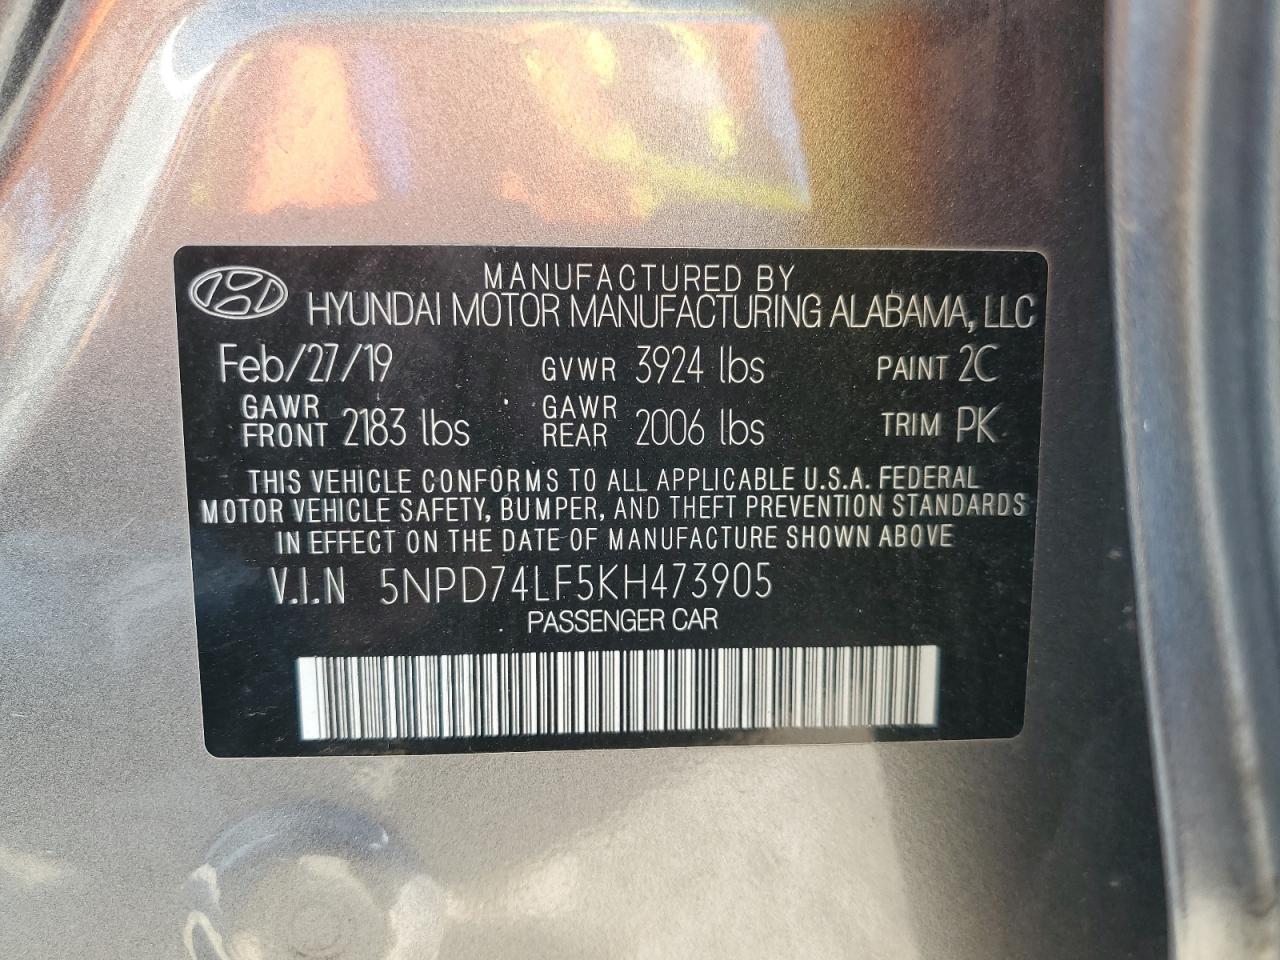 MANUFACTURED BY
HYUNDAI MOTOR MANUFACTURING ALABAMA, LLC
Feb/27/19 GVWR 3924 lbs PAINT 2C
GAWR FRONT 2183 lbs GAWR REAR 2006 lbs TRIM PK
THIS VEHICLE CONFORMS TO ALL APPLICABLE U.S.A. FEDERAL
MOTOR VEHICLE SAFETY, BUMPER, AND THEFT PREVENTION STANDARDS
IN EFFECT ON THE DATE OF MANUFACTURE SHOWN ABOVE
V.I.N 5NPD74LF5KH473905
PASSENGER CAR